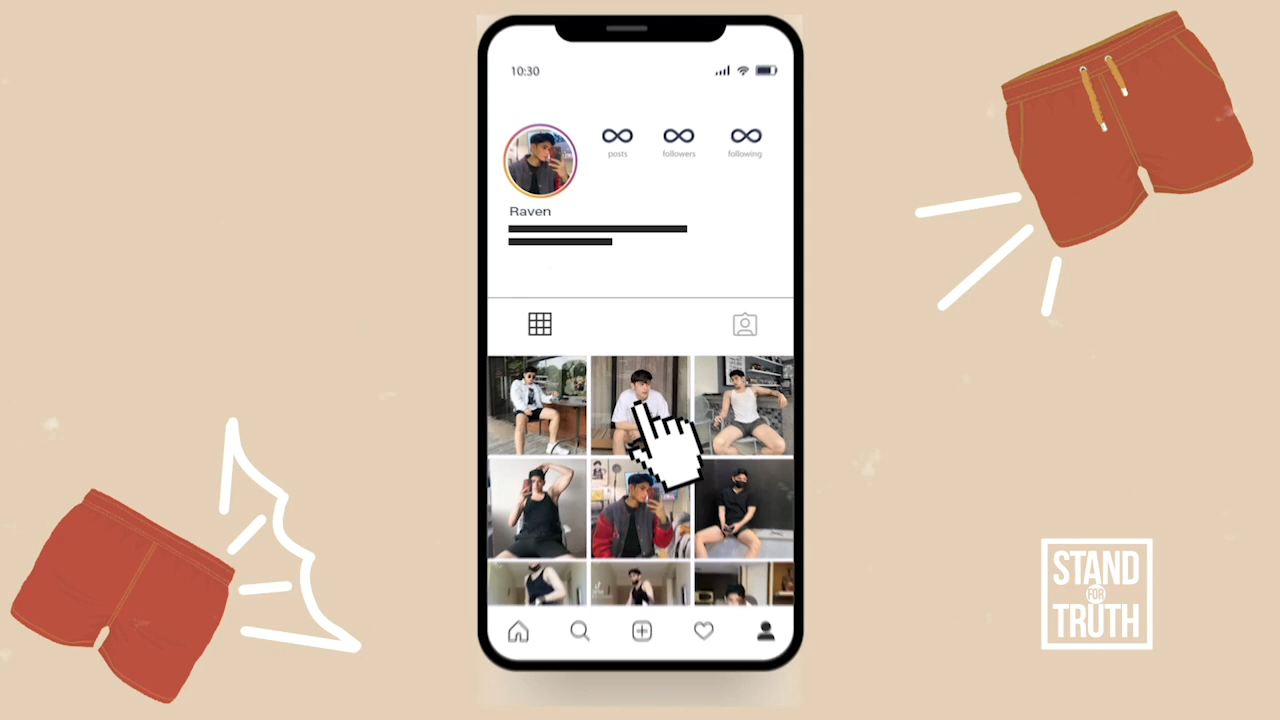 10:30
∞ ∞ ∞
posts followers following
Raven
STAND
FOR
TRUTH